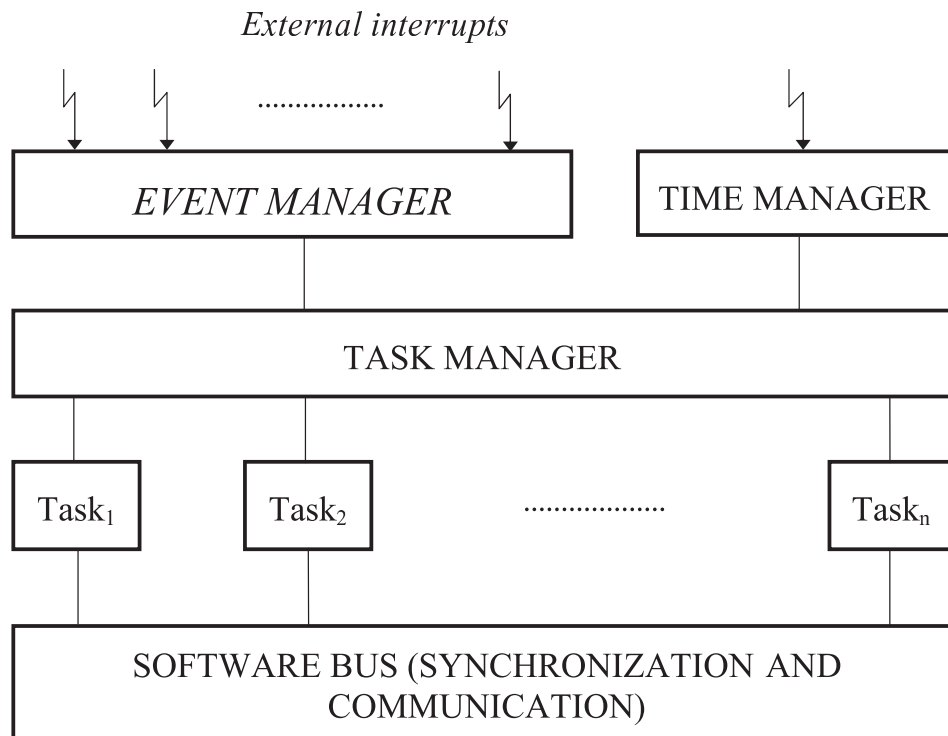 External interrupts
.................
EVENT MANAGER
TIME MANAGER
TASK MANAGER
Task₁
Task₂
...................
Taskₙ
SOFTWARE BUS (SYNCHRONIZATION AND
COMMUNICATION)